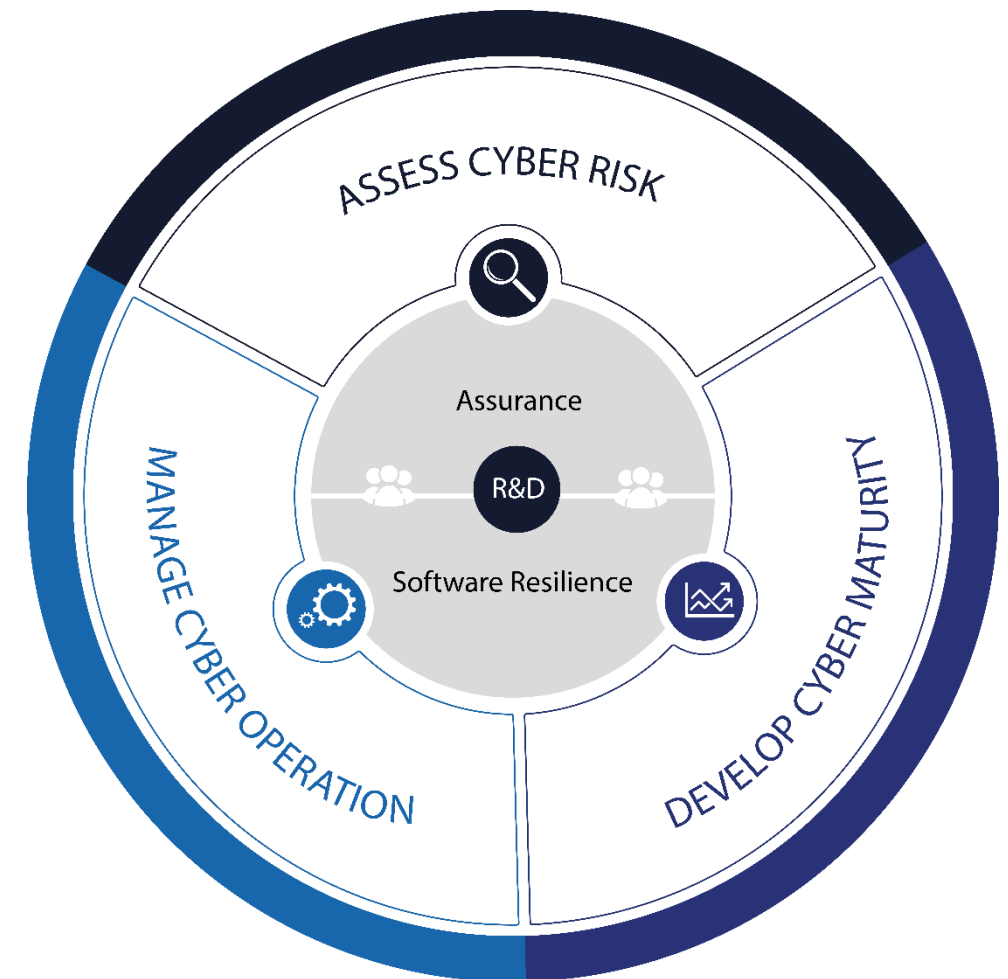 ASSESS CYBER RISK
Assurance
R&D
Software Resilience
MANAGE CYBER OPERATION
DEVELOP CYBER MATURITY